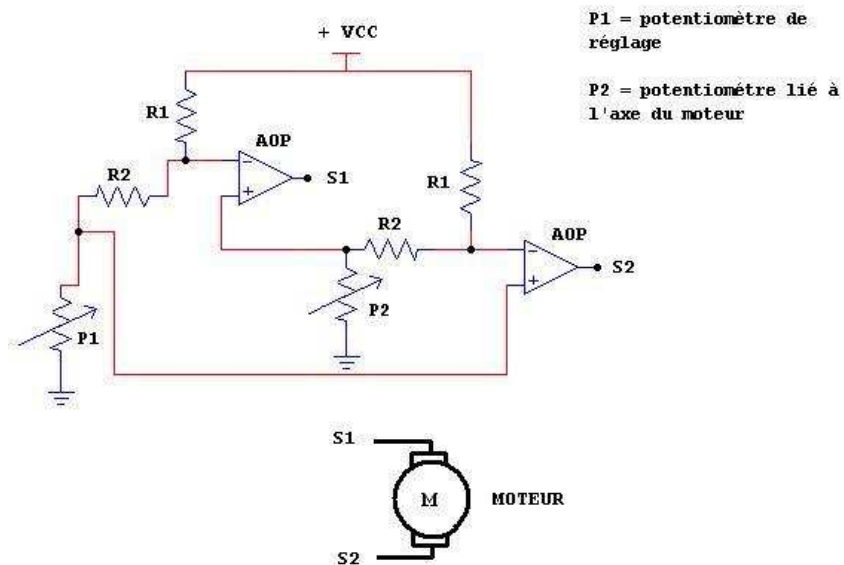 P1 = potentiomètre de
réglage
P2 = potentiométre lié à
l'axe du moteur
+ VCC
R1
AOP
R2
S1
R1
R2
AOP
S2
P2
P1
S1
M
MOTEUR
S2